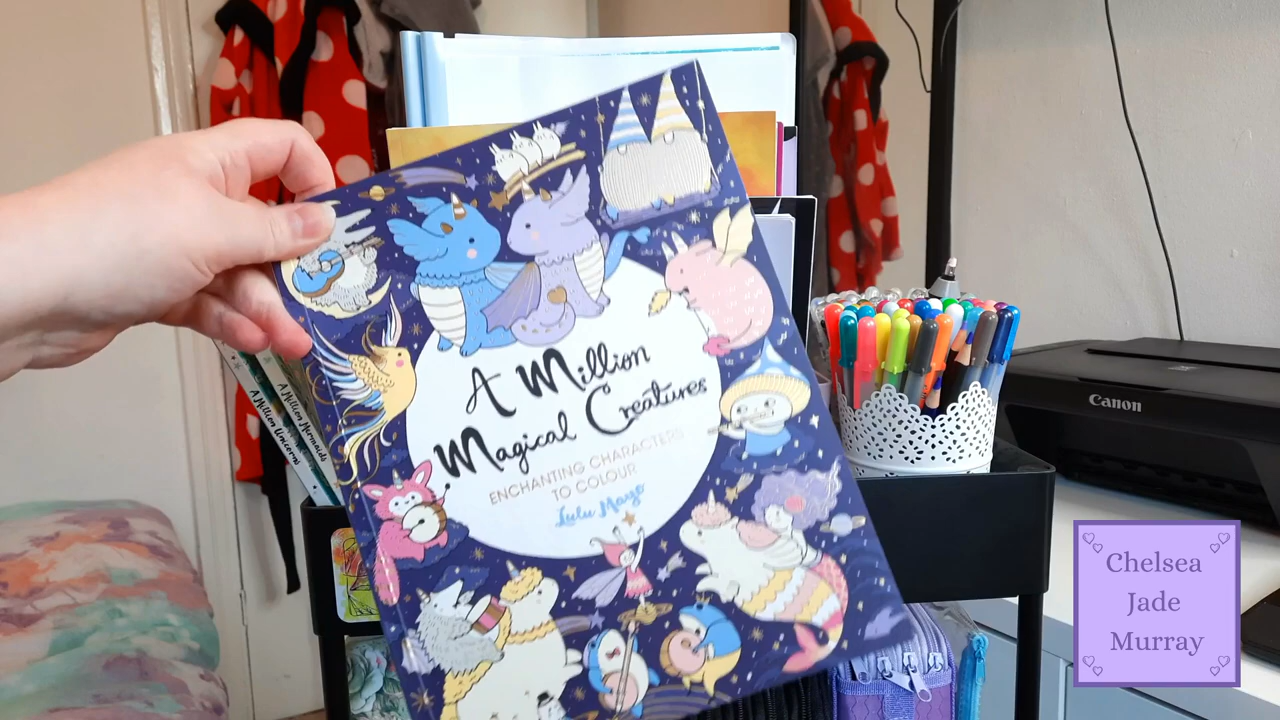 A Million
Magical Creatures
ENCHANTING CHARACTERS
TO COLOUR
Lulu Mayo
A Million Mermaids
A Million Unicorns
Canon
Chelsea
Jade
Murray